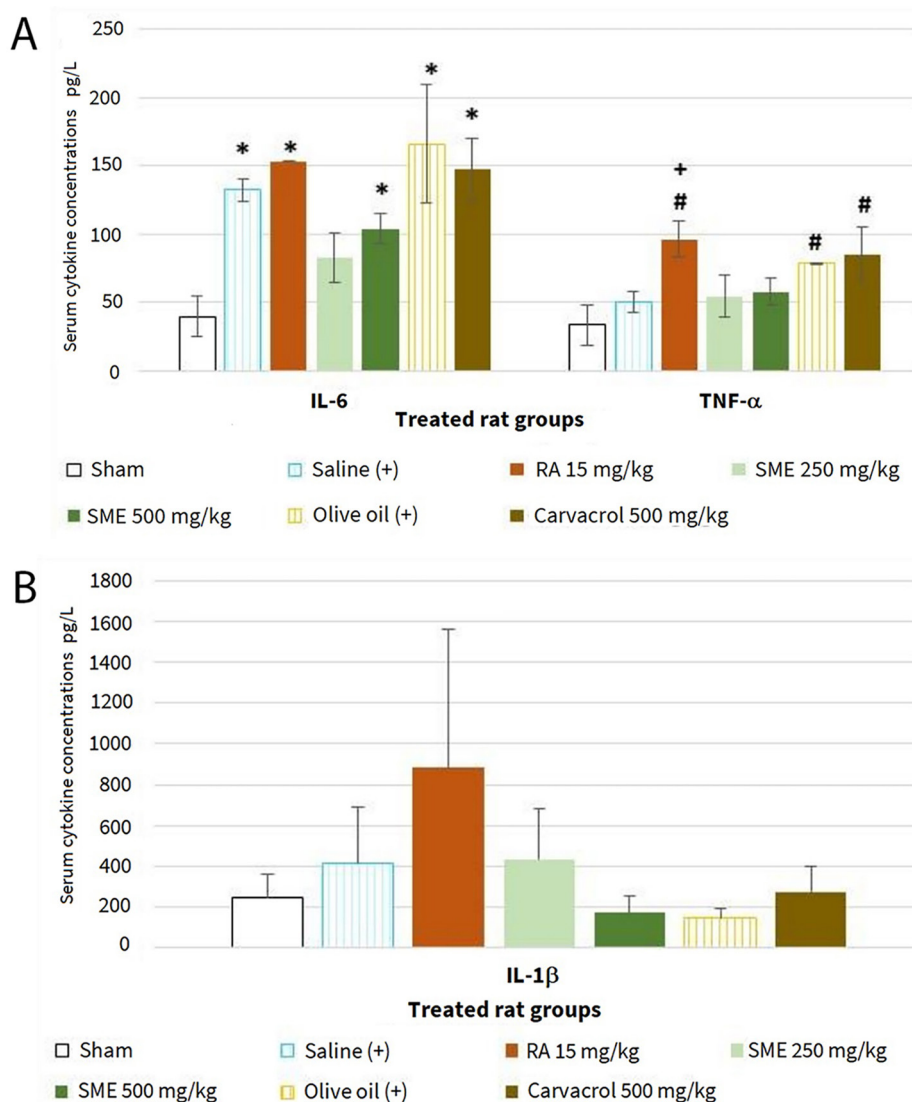 A
Serum cytokine concentrations pg/L
250
200
150
100
50
0
*
*
*
*
*
+
#
#
#
IL-6
TNF-α
Treated rat groups
Sham
Saline (+)
RA 15 mg/kg
SME 250 mg/kg
SME 500 mg/kg
Olive oil (+)
Carvacrol 500 mg/kg
B
Serum cytokine concentrations pg/L
1800
1600
1400
1200
1000
800
600
400
200
0
IL-1β
Treated rat groups
Sham
Saline (+)
RA 15 mg/kg
SME 250 mg/kg
SME 500 mg/kg
Olive oil (+)
Carvacrol 500 mg/kg